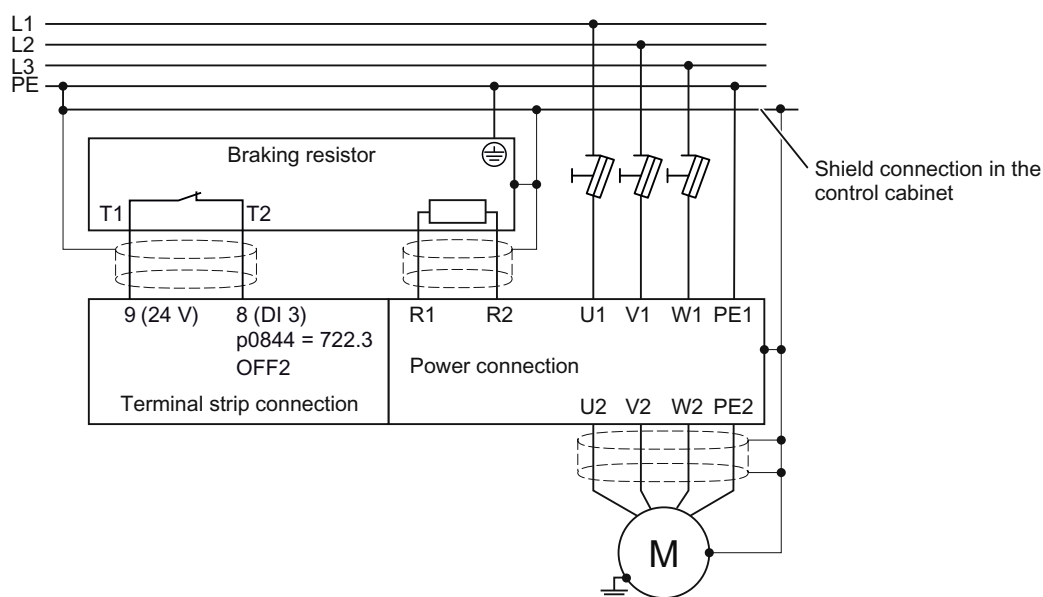 L1
L2
L3
PE
Braking resistor
Shield connection in the
control cabinet
T1
T2
9 (24 V)
8 (DI 3)
p0844 = 722.3
OFF2
Terminal strip connection
R1
R2
U1
V1
W1
PE1
Power connection
U2
V2
W2
PE2
M